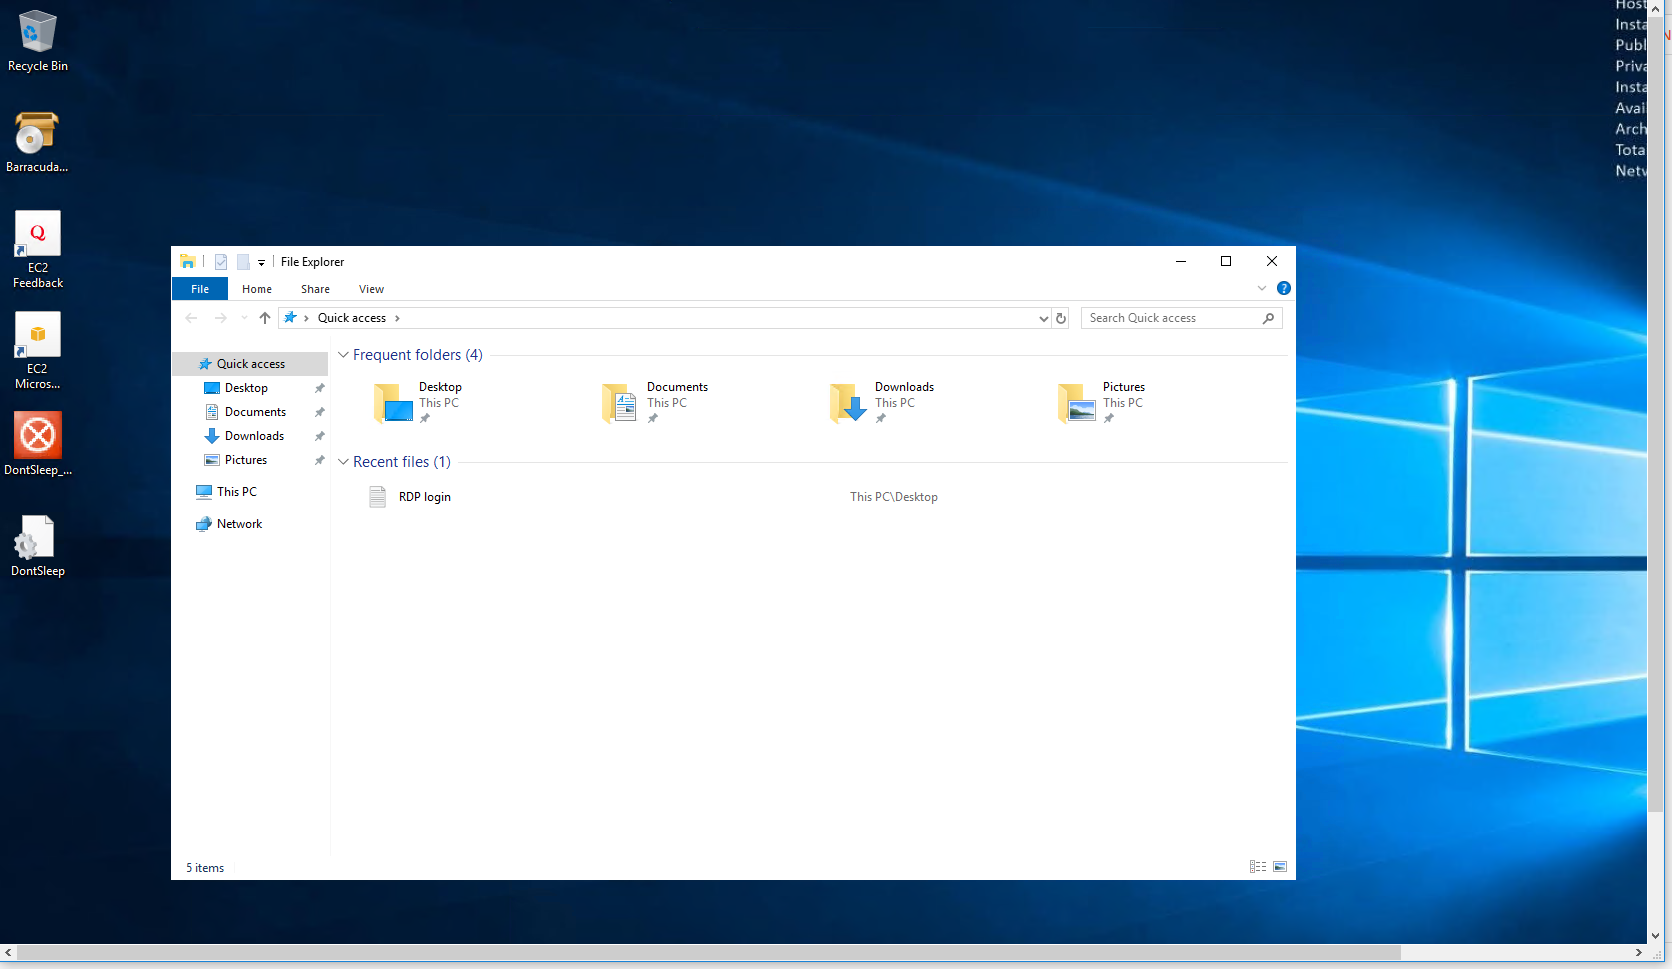 Recycle Bin
Barracuda...
Q
EC2
Feedback
EC2
Micros...
DontSleep_...
DontSleep
Host
Insta
Publ
Priva
Insta
Avai
Arch
Tota
Netw
N
File Explorer
File Home Share View
?
Quick access
Search Quick access
Quick access
Desktop
Documents
Downloads
Pictures
This PC
Network
Frequent folders (4)
Desktop
This PC
Documents
This PC
Downloads
This PC
Pictures
This PC
Recent files (1)
RDP login This PC\Desktop
5 items